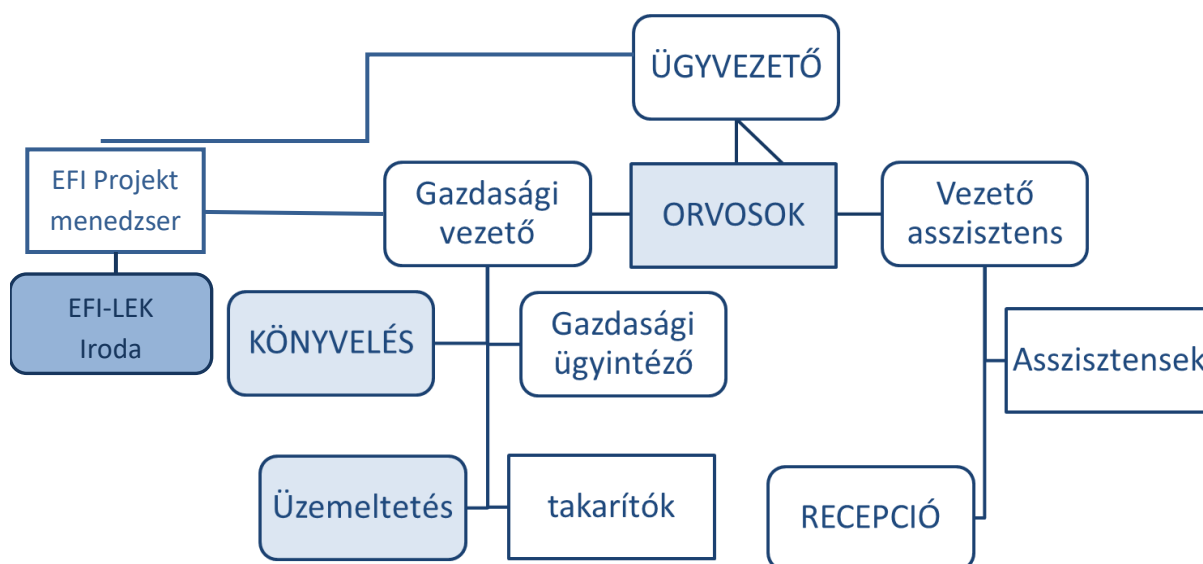 ÜGYVEZETŐ
EFI Projekt
menedzser
Gazdasági
vezető
ORVOSOK
Vezető
asszisztens
EFI-LEK
Iroda
KÖNYVELÉS
Gazdasági
ügyintéző
Asszisztensek
Üzemeltetés
takarítók
RECEPCIÓ